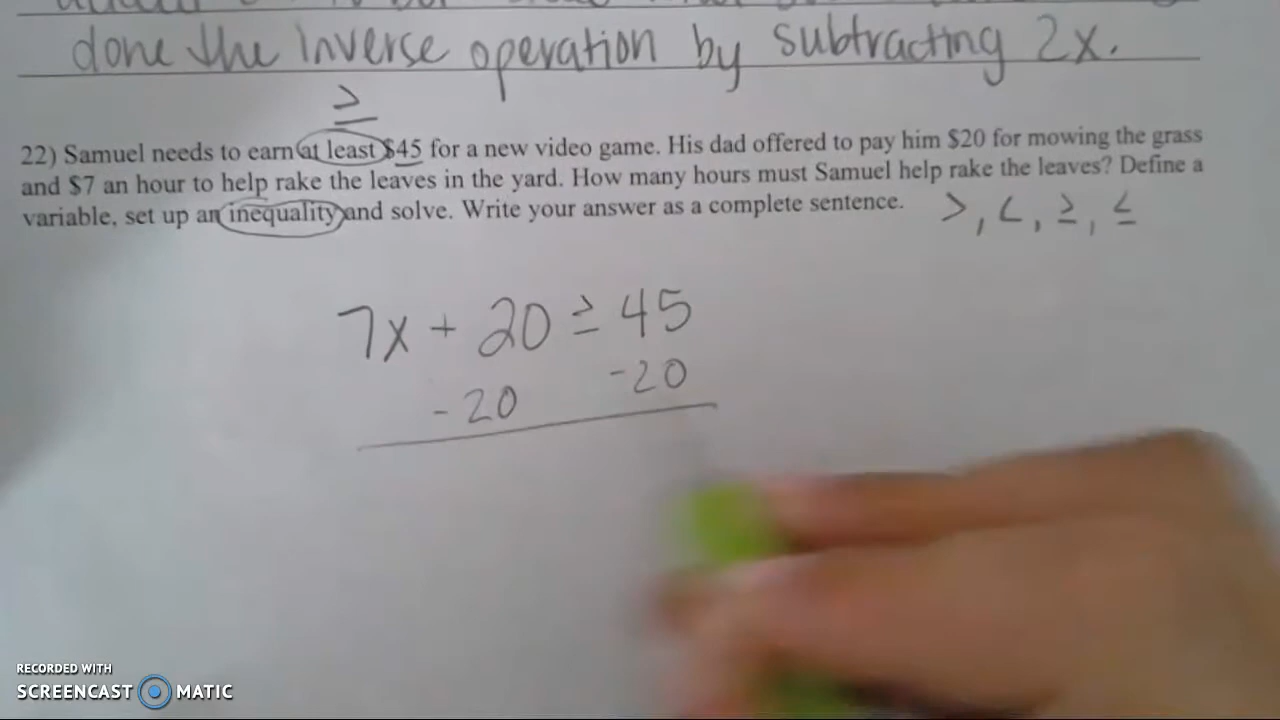 done the inverse operation by subtracting 2x.
≥
22) Samuel needs to earn at least $45 for a new video game. His dad offered to pay him $20 for mowing the grass
and $7 an hour to help rake the leaves in the yard. How many hours must Samuel help rake the leaves? Define a
variable, set up an inequality and solve. Write your answer as a complete sentence.
>, <, ≥, ≤
7x + 20 ≥ 45
-20 -20
RECORDED WITH
SCREENCAST MATIC